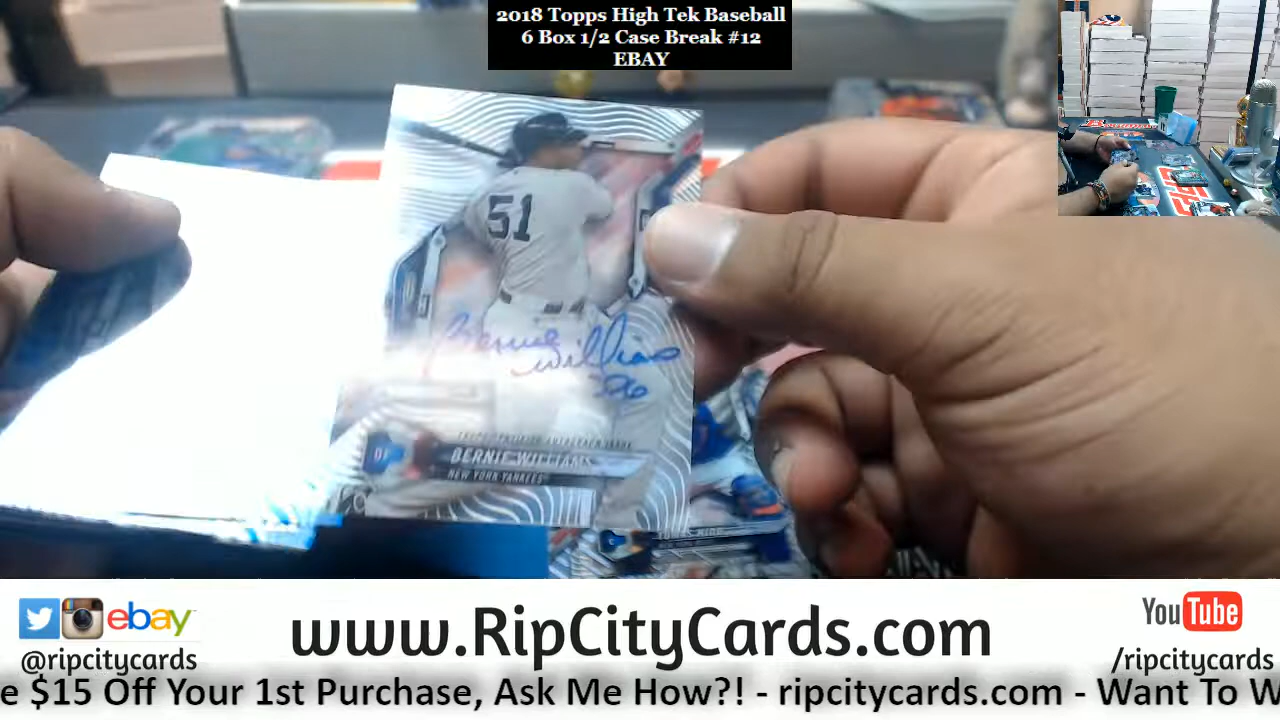 2018 Topps High Tek Baseball
6 Box 1/2 Case Break #12
EBAY
51
Bernie Williams
BERNIE WILLIAMS
NEW YORK YANKEES
ebay
@ripcitycards
www.RipCityCards.com
YouTube
/ripcitycards
e $15 Off Your 1st Purchase, Ask Me How?! - ripcitycards.com - Want To W